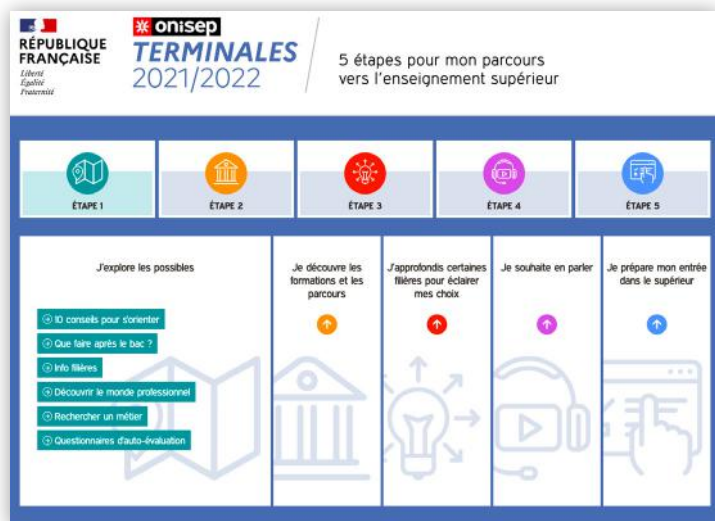 RÉPUBLIQUE
FRANÇAISE
Liberté
Égalité
Fraternité
onisep
TERMINALES
2021/2022
5 étapes pour mon parcours
vers l'enseignement supérieur
ÉTAPE 1
ÉTAPE 2
ÉTAPE 3
ÉTAPE 4
ÉTAPE 5
J'explore les possibles
10 conseils pour s'orienter
Que faire après le bac ?
Info filières
Découvrir le monde professionnel
Rechercher un métier
Questionnaires d'auto-évaluation
Je découvre les
formations et les
parcours
J'approfondis certaines
filières pour éclairer
mes choix
Je souhaite en parler
Je prépare mon entrée
dans le supérieur